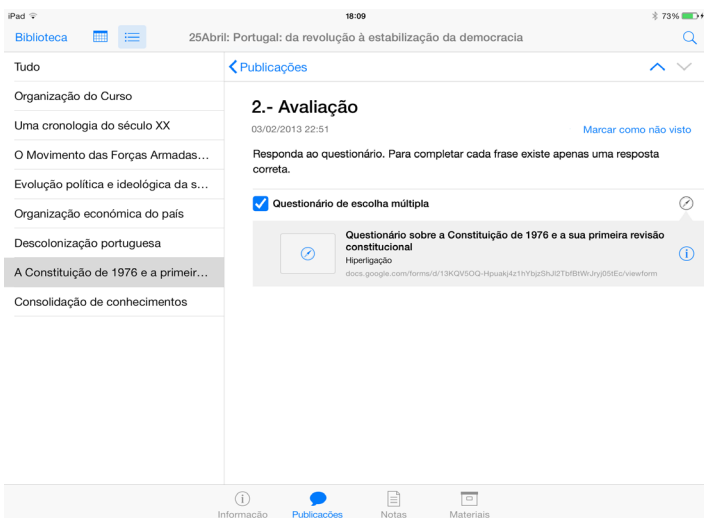 iPad 18:09 73%
Biblioteca 25Abril: Portugal: da revolução à estabilização da democracia
Tudo
Organização do Curso
Uma cronologia do século XX
O Movimento das Forças Armadas...
Evolução política e ideológica da s...
Organização económica do país
Descolonização portuguesa
A Constituição de 1976 e a primeir...
Consolidação de conhecimentos
Publicações
2.- Avaliação
03/02/2013 22:51 Marcar como não visto
Responda ao questionário. Para completar cada frase existe apenas uma resposta
correta.
Questionário de escolha múltipla
Questionário sobre a Constituição de 1976 e a sua primeira revisão
constitucional
Hiperligação
docs.google.com/forms/d/13KQV5OQ-Hpuakj4z1hYbjzShJI2TbfBtWrJryj05tEc/viewform
Informação Publicações Notas Materiais